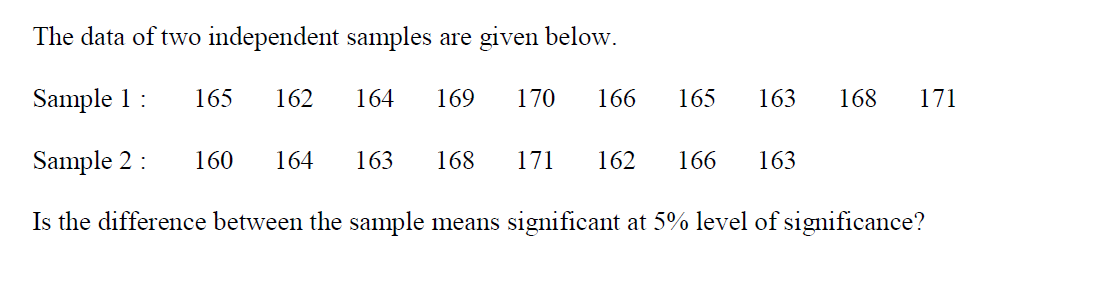 The data of two independent samples are given below.
Sample 1 : 165 162 164 169 170 166 165 163 168 171
Sample 2 : 160 164 163 168 171 162 166 163
Is the difference between the sample means significant at 5% level of significance?